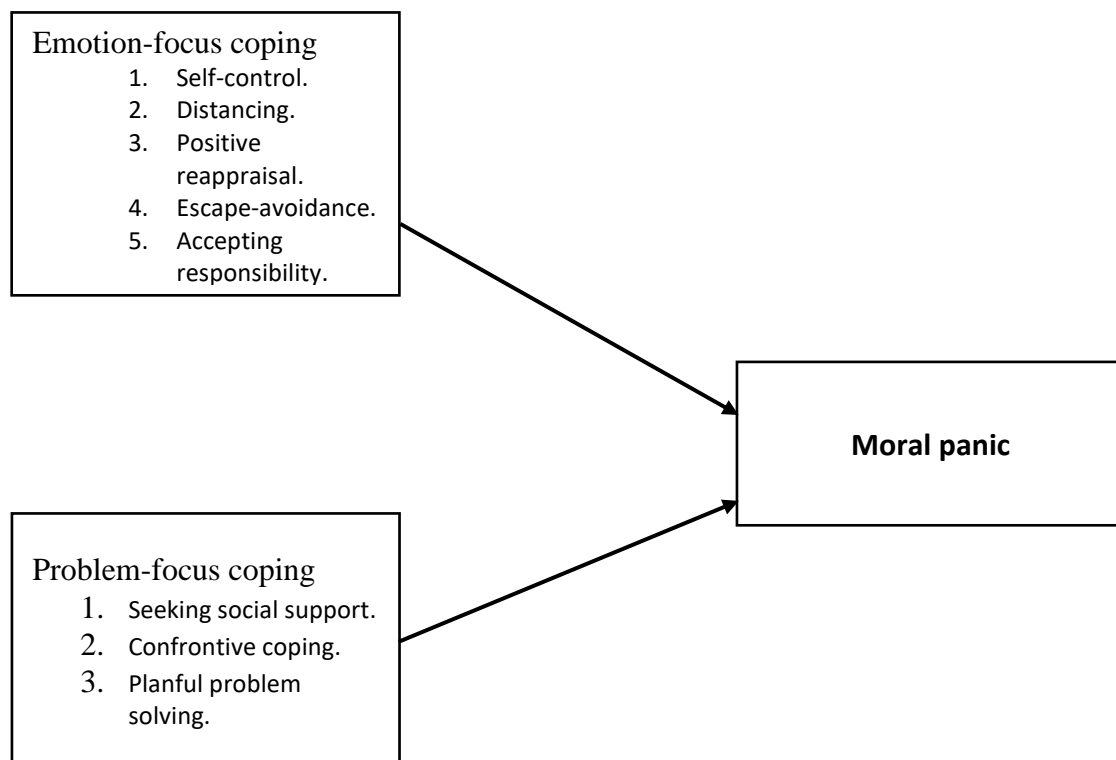 Emotion-focus coping
1. Self-control.
2. Distancing.
3. Positive
reappraisal.
4. Escape-avoidance.
5. Accepting
responsibility.
Moral panic
Problem-focus coping
1. Seeking social support.
2. Confrontive coping.
3. Planful problem
solving.